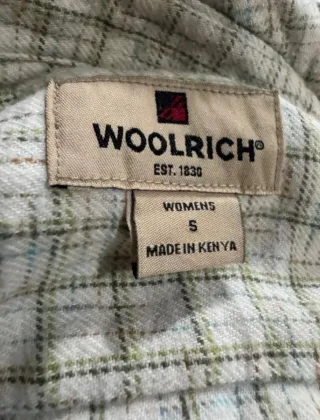 WOOLRICH®
EST. 1830
WOMENS
S
MADE IN KENYA